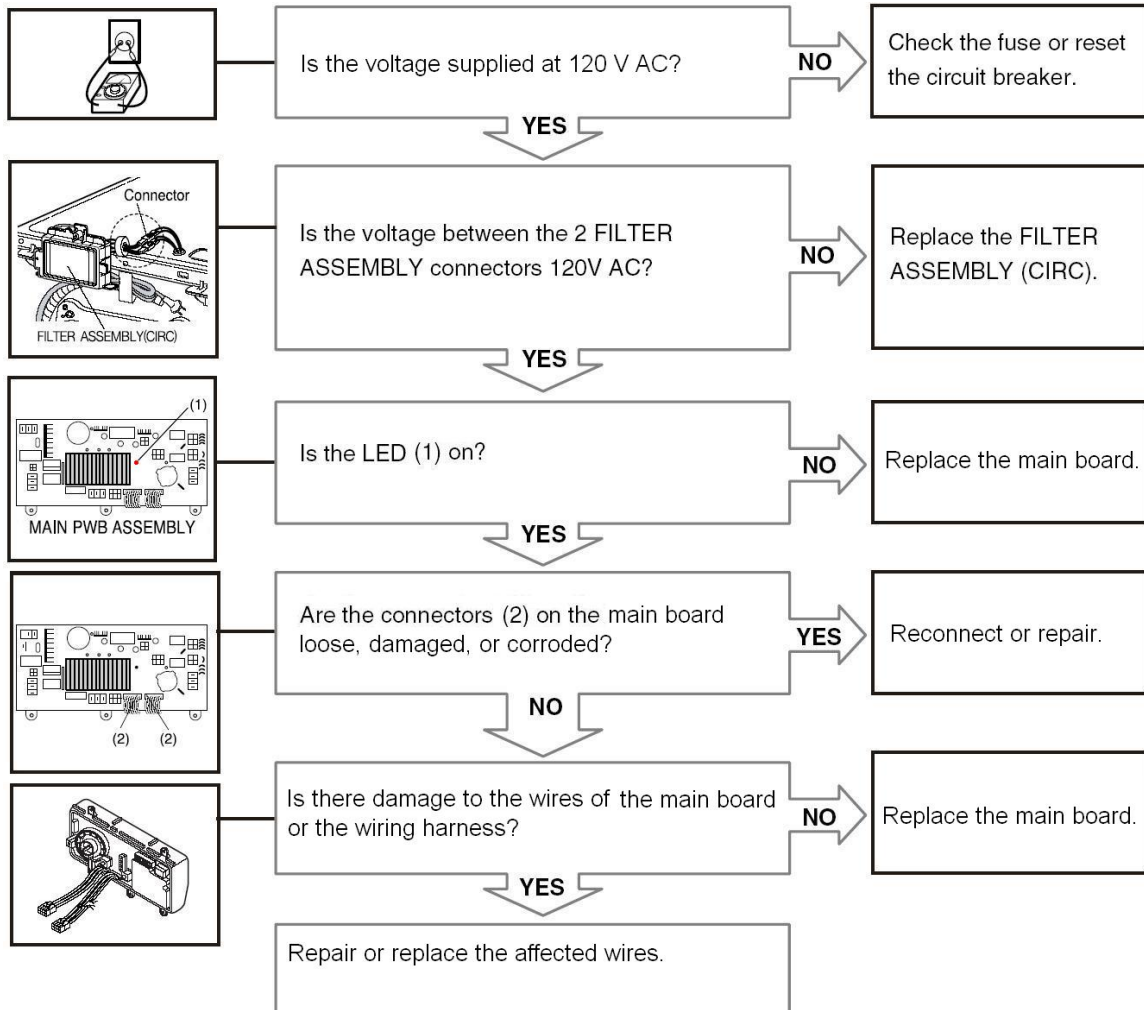 Is the voltage supplied at 120 V AC?
NO
Check the fuse or reset
the circuit breaker.
YES
Connector
FILTER ASSEMBLY(CIRC)
Is the voltage between the 2 FILTER
ASSEMBLY connectors 120V AC?
NO
Replace the FILTER
ASSEMBLY (CIRC).
YES
(1)
MAIN PWB ASSEMBLY
Is the LED (1) on?
NO
Replace the main board.
YES
(2) (2)
Are the connectors (2) on the main board
loose, damaged, or corroded?
YES
Reconnect or repair.
NO
Is there damage to the wires of the main board
or the wiring harness?
NO
Replace the main board.
YES
Repair or replace the affected wires.